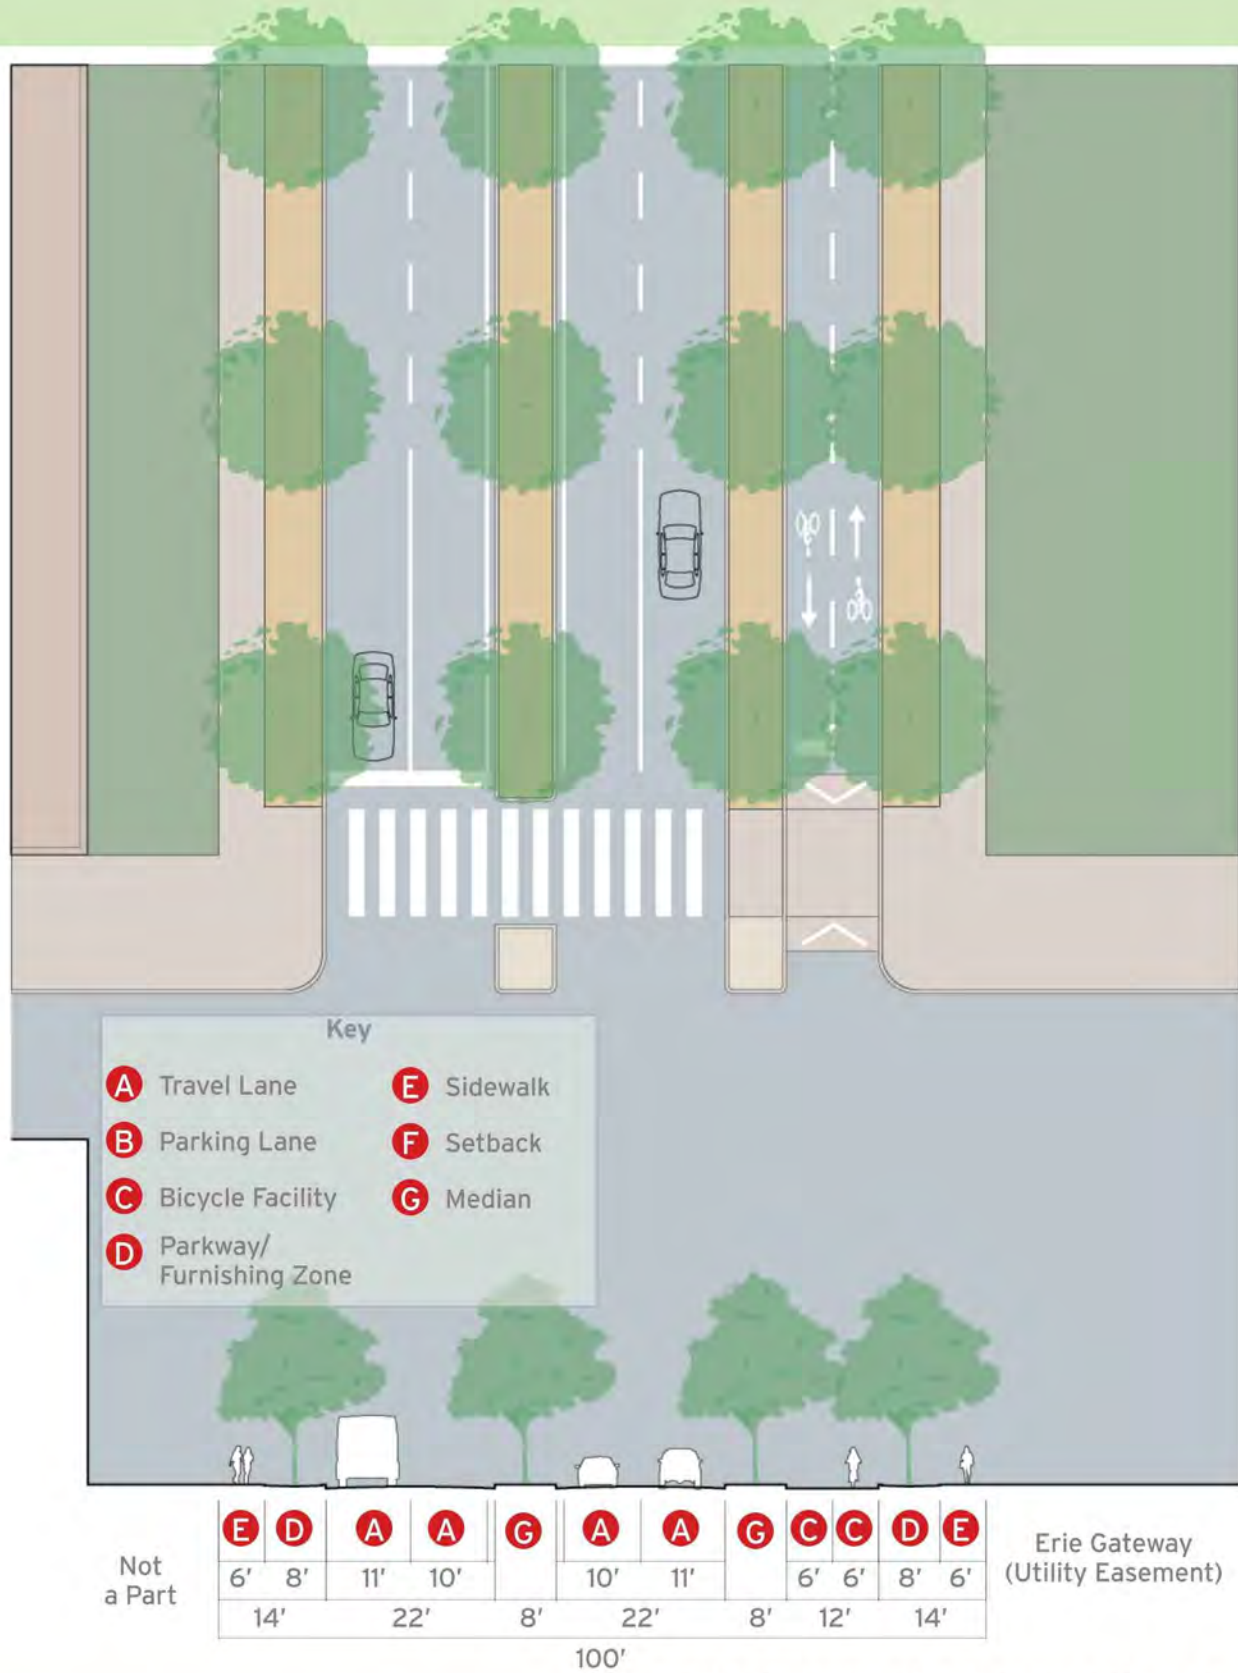 Key
A Travel Lane
B Parking Lane
C Bicycle Facility
D Parkway/
Furnishing Zone
E Sidewalk
F Setback
G Median
Not
a Part
E D A A G A A G C C D E
6' 8' 11' 10' 10' 11' 6' 6' 8' 6'
14' 22' 8' 22' 8' 12' 14'
100'
Erie Gateway
(Utility Easement)